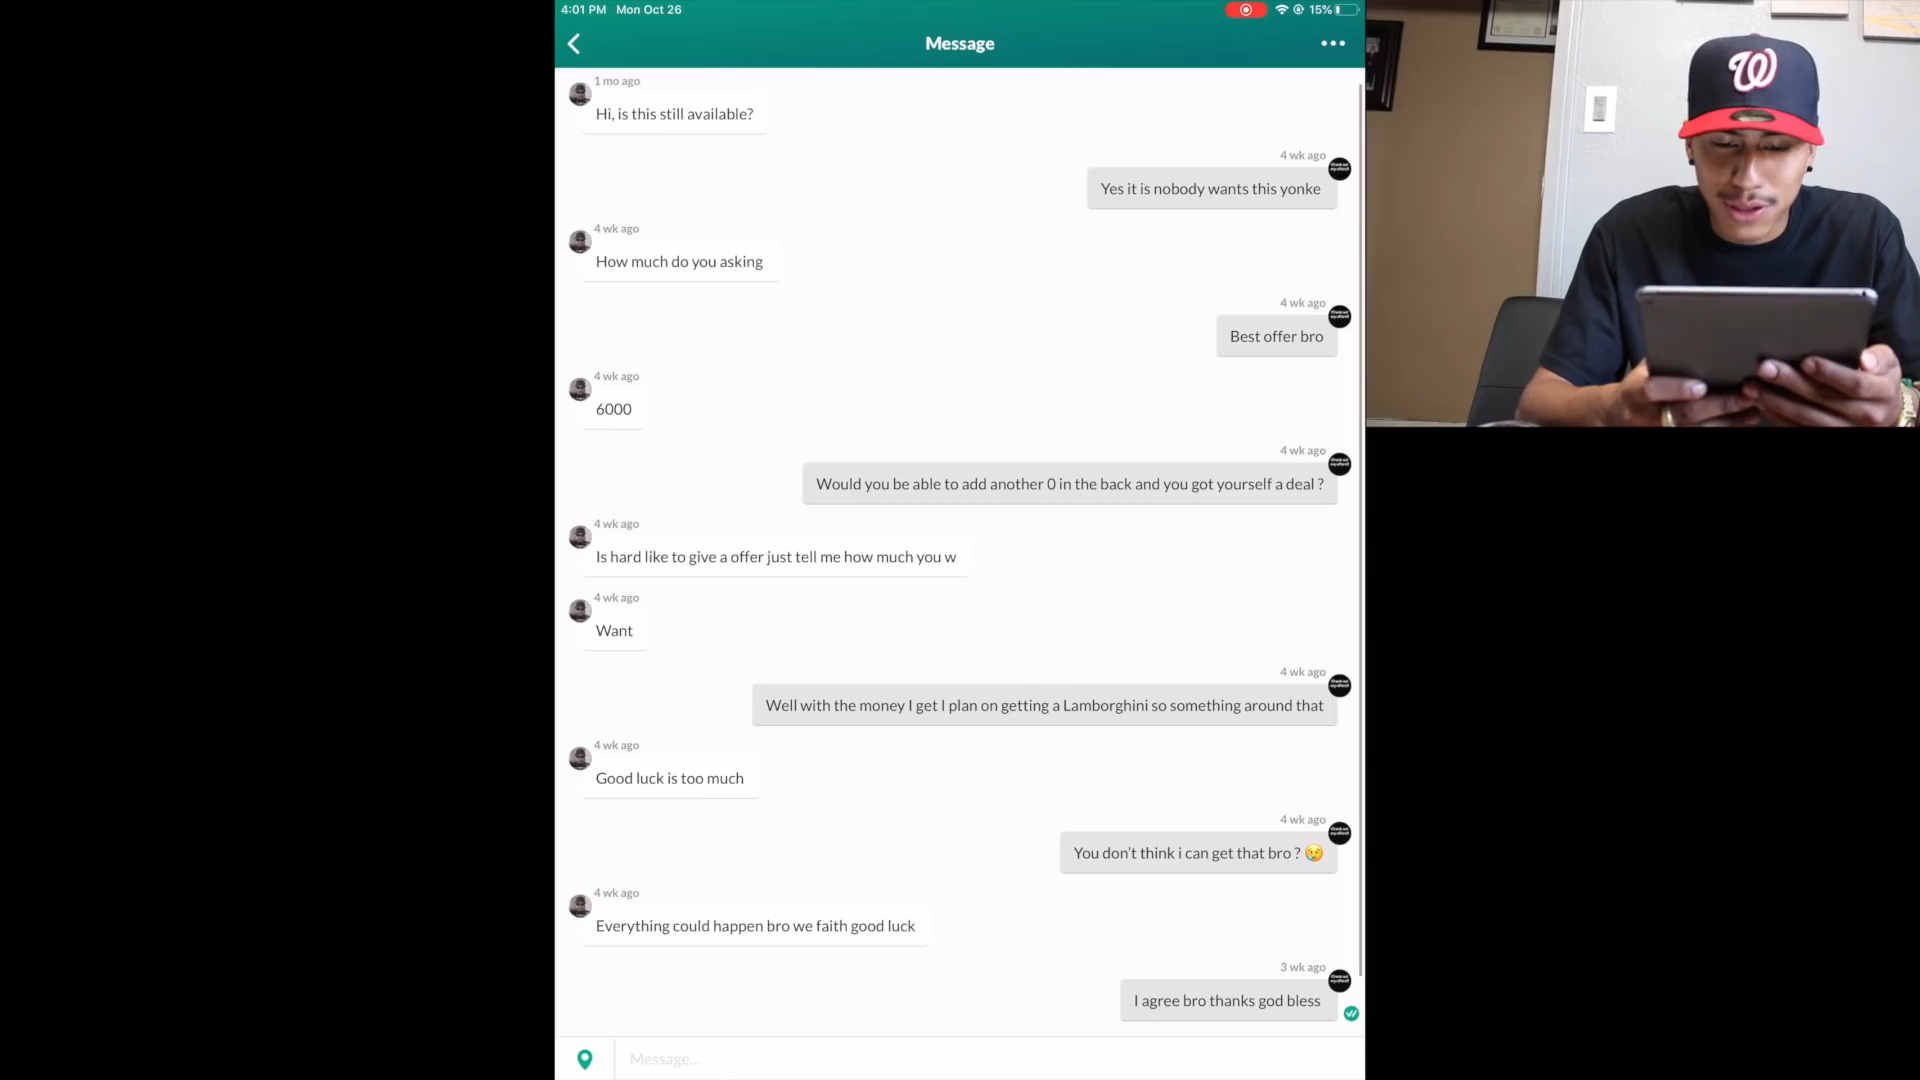 4:01 PM Mon Oct 26
15%
Message
1 mo ago
Hi, is this still available?
4 wk ago
Yes it is nobody wants this yonke
4 wk ago
How much do you asking
4 wk ago
Best offer bro
4 wk ago
6000
4 wk ago
Would you be able to add another 0 in the back and you got yourself a deal ?
4 wk ago
Is hard like to give a offer just tell me how much you w
4 wk ago
Want
4 wk ago
Well with the money I get I plan on getting a Lamborghini so something around that
4 wk ago
Good luck is too much
4 wk ago
You don't think i can get that bro ? 😢
4 wk ago
Everything could happen bro we faith good luck
3 wk ago
I agree bro thanks god bless
Message...
W